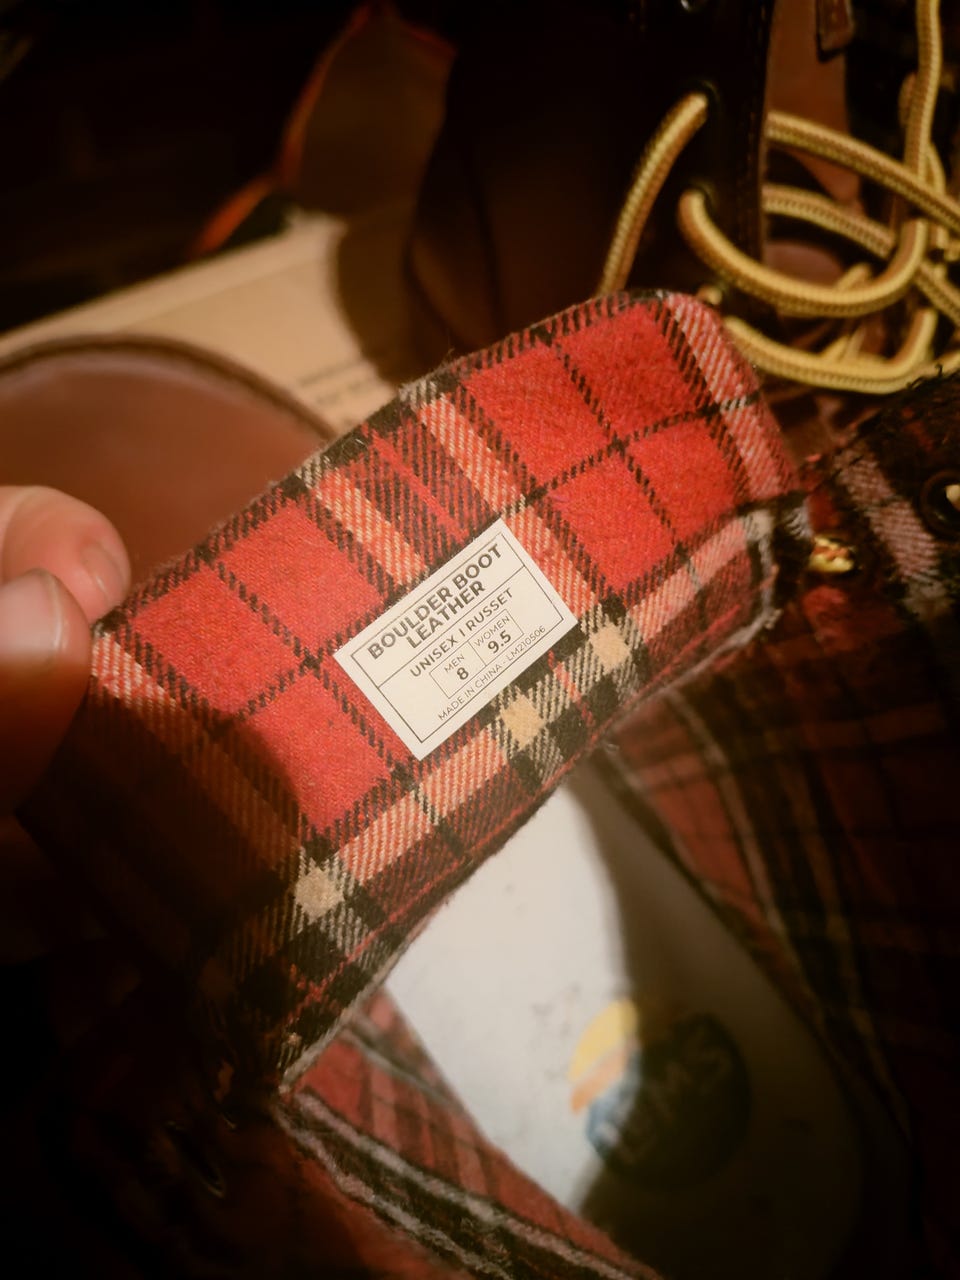 BOULDER BOOT
LEATHER
UNISEX | RUSSET
MEN WOMEN
8 9.5
MADE IN CHINA - LM210506